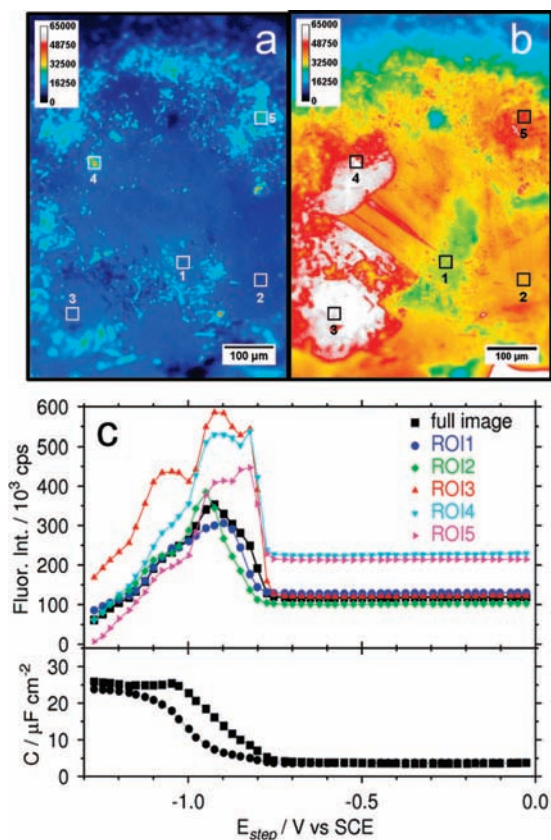 65000
48750
32500
16250
0
a
5
4
1
2
3
100 µm
65000
48750
32500
16250
0
b
5
4
1
2
3
100 µm
c
600
500
400
300
200
100
0
Fluor. Int. / 10³ cps
full image
ROI1
ROI2
ROI3
ROI4
ROI5
30
20
10
0
C / µF cm⁻²
-1.0
-0.5
0.0
E_step / V vs SCE